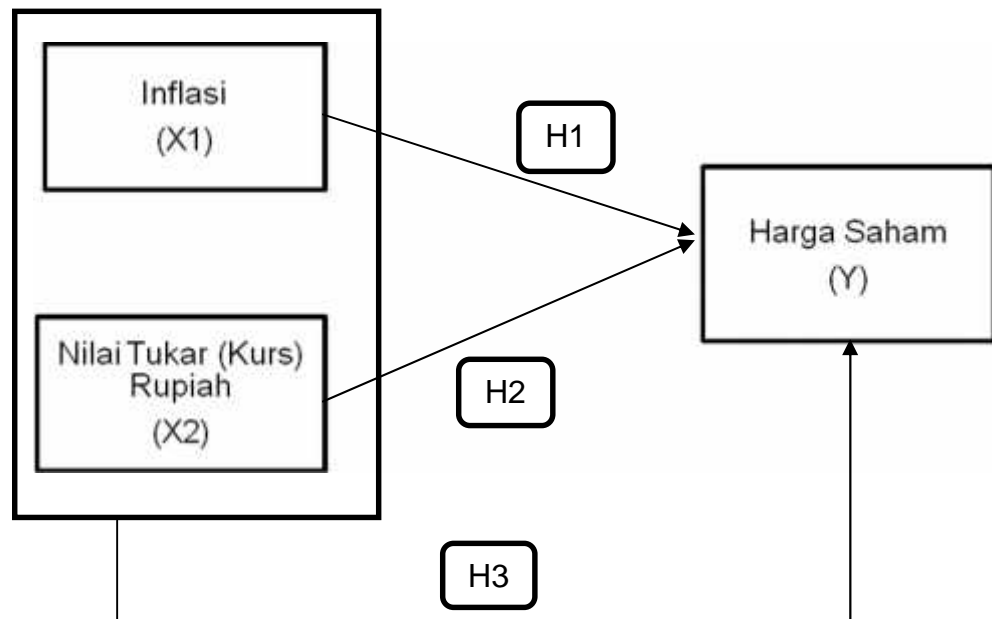 Inflasi
(X1)
H1
Harga Saham
(Y)
Nilai Tukar (Kurs)
Rupiah
(X2)
H2
H3